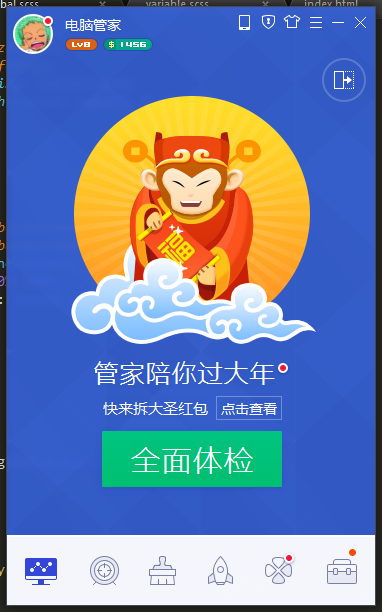 bal.scss
variable.scss
index.html
电脑管家
Lv8
$ 1456
福
管家陪你过大年
快来拆大圣红包
点击查看
全面体检